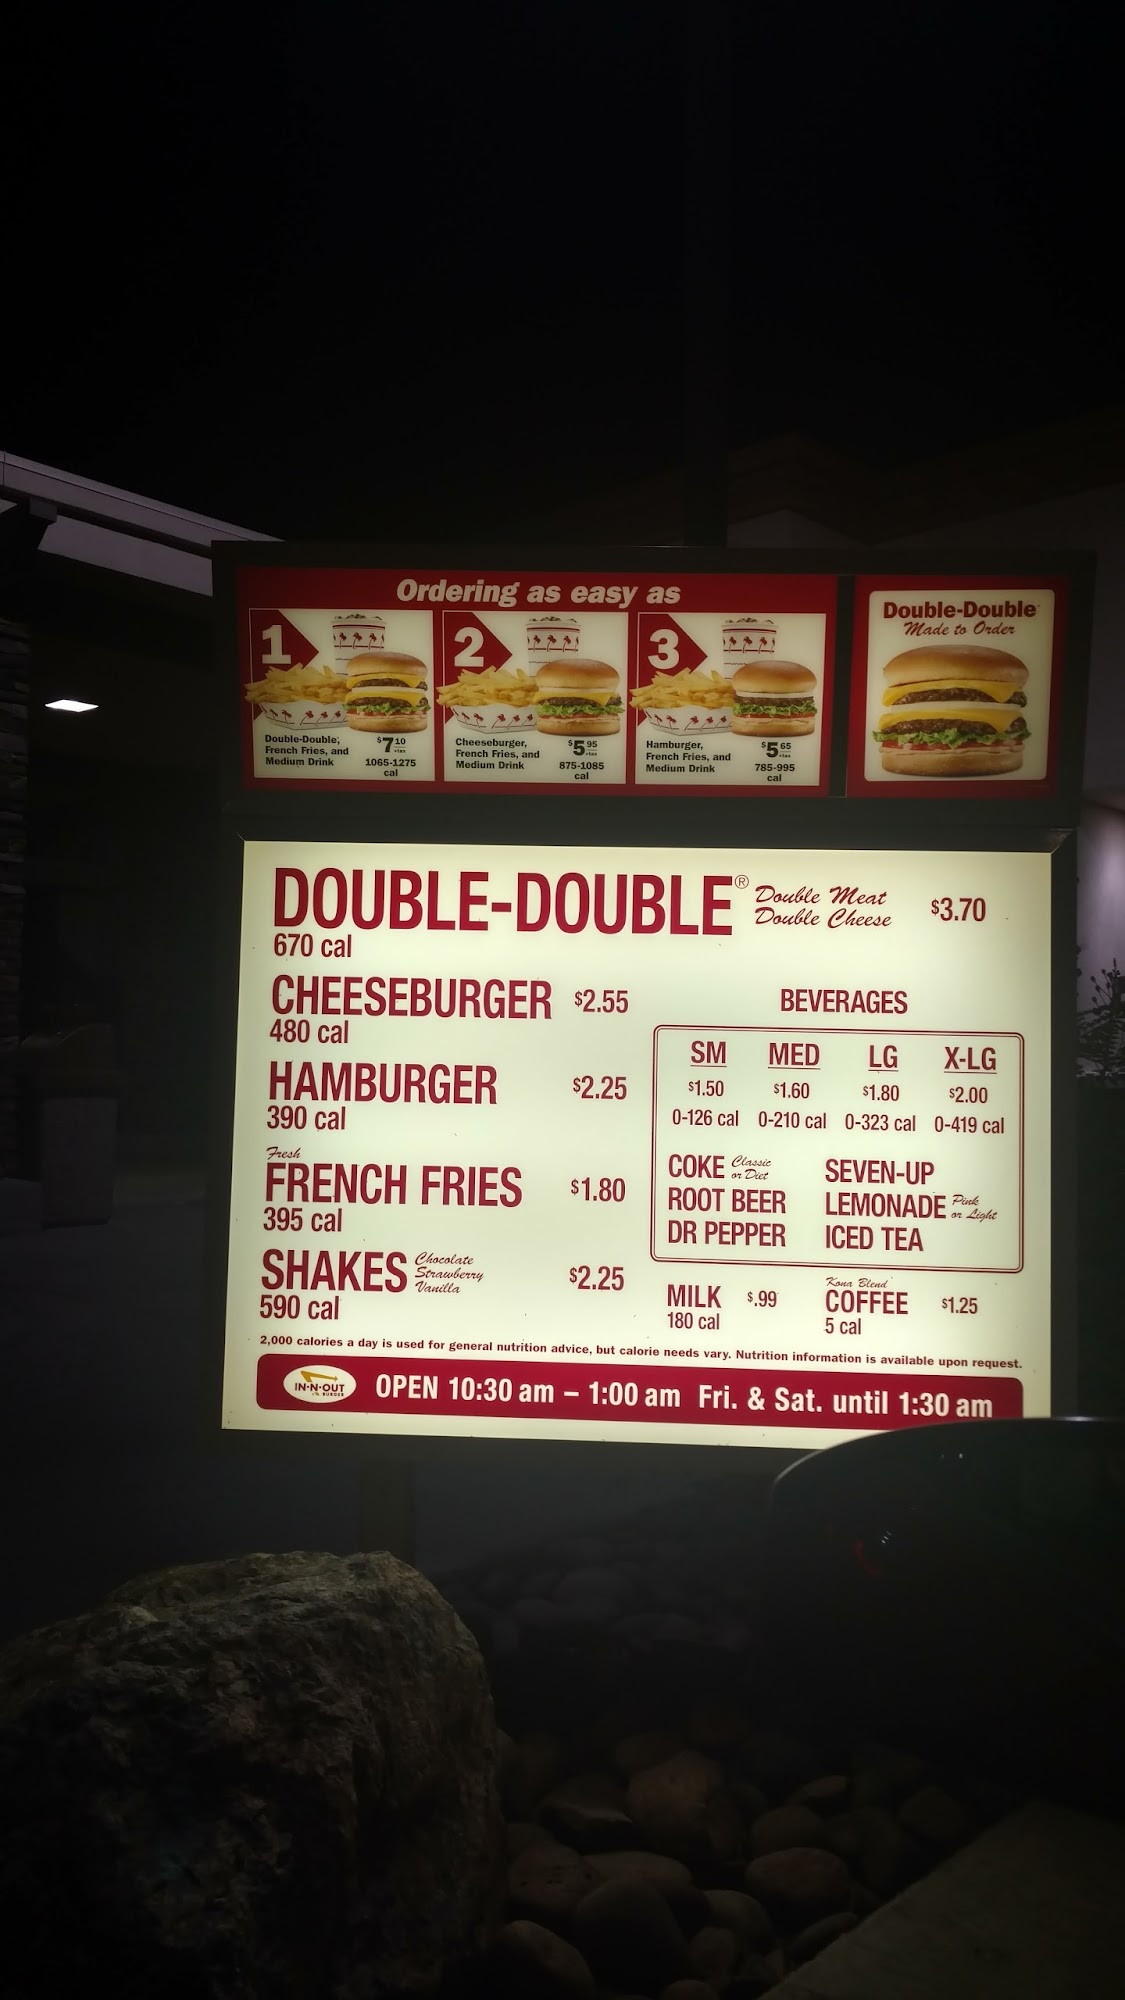 Ordering as easy as
1
Double-Double,
French Fries, and
Medium Drink
$7 10
+tax
1065-1275
cal
2
Cheeseburger,
French Fries, and
Medium Drink
$5 95
+tax
875-1085
cal
3
Hamburger,
French Fries, and
Medium Drink
$5 65
+tax
785-995
cal
Double-Double
Made to Order
DOUBLE-DOUBLE® Double Meat Double Cheese $3.70
670 cal
CHEESEBURGER $2.55
480 cal
HAMBURGER $2.25
390 cal
Fresh
FRENCH FRIES $1.80
395 cal
SHAKES Chocolate Strawberry Vanilla $2.25
590 cal
BEVERAGES
SM MED LG X-LG
$1.50 $1.60 $1.80 $2.00
0-126 cal 0-210 cal 0-323 cal 0-419 cal
COKE Classic or Diet SEVEN-UP
ROOT BEER LEMONADE Pink or Light
DR PEPPER ICED TEA
MILK $.99
180 cal
Kona Blend
COFFEE $1.25
5 cal
2,000 calories a day is used for general nutrition advice, but calorie needs vary. Nutrition information is available upon request.
IN-N-OUT
BURGER
OPEN 10:30 am – 1:00 am Fri. & Sat. until 1:30 am